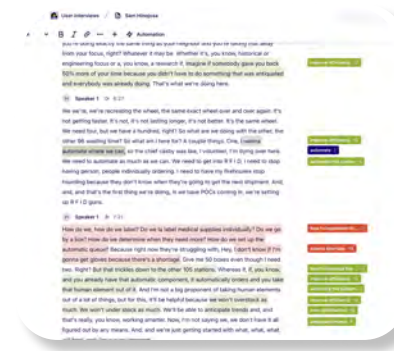 User Interviews / Sam Hinojosa
B I Automation
you're doing exactly the same thing as your neighbor and you're taking that away
from your focus, right? Whatever it may be. Whether it's, you know, historical or
engineering focus or a, you know, a research it, imagine if somebody gave you back
50% more of your time because you didn't have to do something that was antiquated
and everybody was already doing. That's what we're doing here.
Speaker 1 6:27
We we're, we're recreating the wheel, the same exact wheel over and over again. It's
not getting faster. It's not, it's not selling longer, it's not better. It's the same wheel.
We need four, but we have a hundred, right? So what are we doing with the other, the
other 96 wasting time? So what am I here for? A couple things. One, I wanna
automate where we can, so the chief
We need to automate as much as we can. We need to get into R F I D. I need to stop
having person, people individually ordering. I need to have my firehouses stop
hounding because they don't know when they're going to get the next shipment. And,
and, and that's the first thing we're doing, is we have POCs coming in, we're setting
up R F I D guns.
Speaker 1 7:31
How do we, how do we label? Do we is label medical supplies individually? Do we go
by a box? How do we determine when they need more? How do we set up the
automatic queue? Because right now they're struggling with, Hey, I don't know if I'm
gonna get gloves because there's a shortage. Give me 50 boxes even though I need
two. Right? But that trickles down to the other 105 stations. Whereas if, if, you know,
and you already have that automatic component, it automatically orders and you take
that human element out of it. And I'm not a big proponent of taking human elements
out of a lot of things, but for this, it'll be helpful because we won't overstock as
much. We won't under stock as much. We'll be able to anticipate trends and, and
that's really, you know, working smarter. Now, I'm not saying we, we don't have it all
figured out by any means. And, and we're just getting started with what, what, what